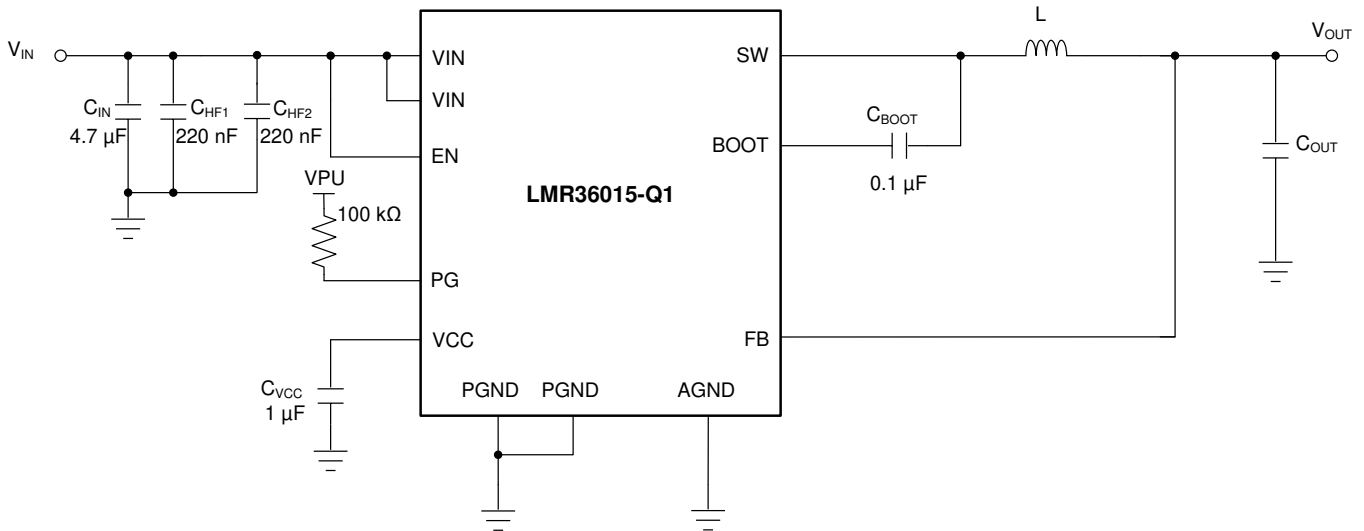 L
V_IN
V_OUT
VIN
SW
VIN
C_IN
4.7 µF
C_HF1
220 nF
C_HF2
220 nF
C_BOOT
0.1 µF
BOOT
C_OUT
EN
VPU
100 kΩ
LMR36015-Q1
PG
VCC
FB
C_VCC
1 µF
PGND
PGND
AGND